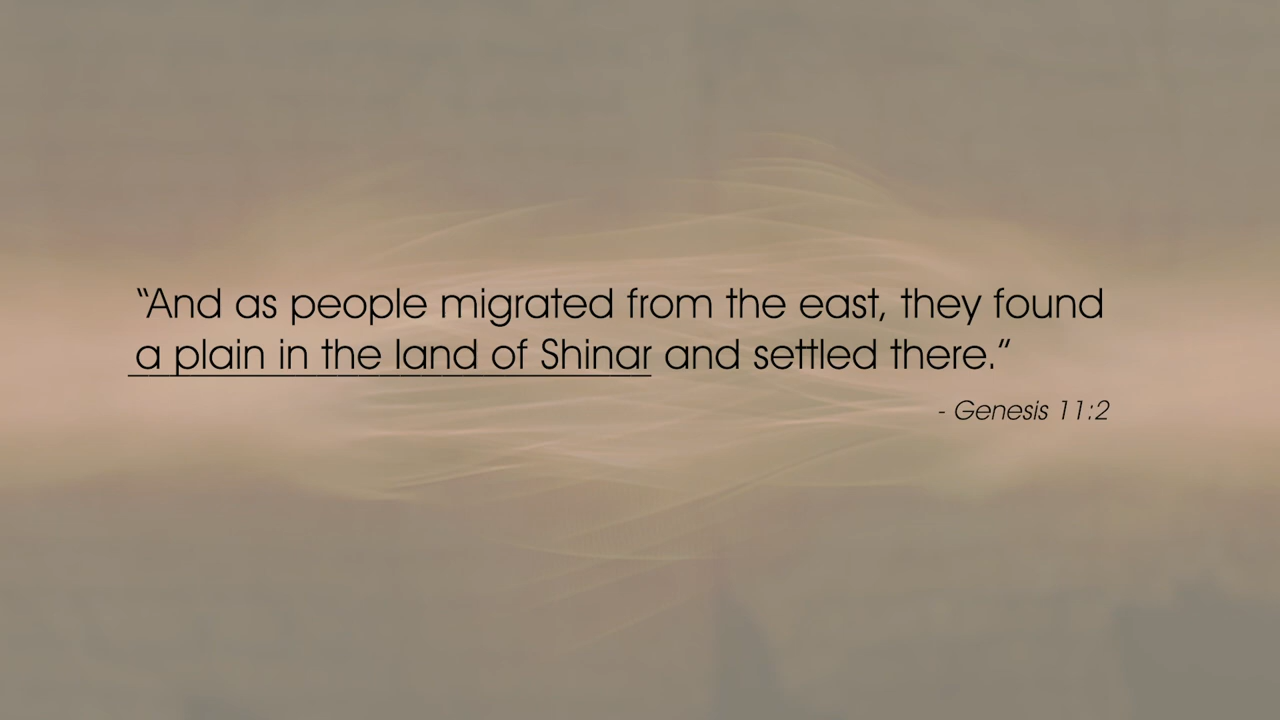 “And as people migrated from the east, they found
a plain in the land of Shinar and settled there.”
- Genesis 11:2